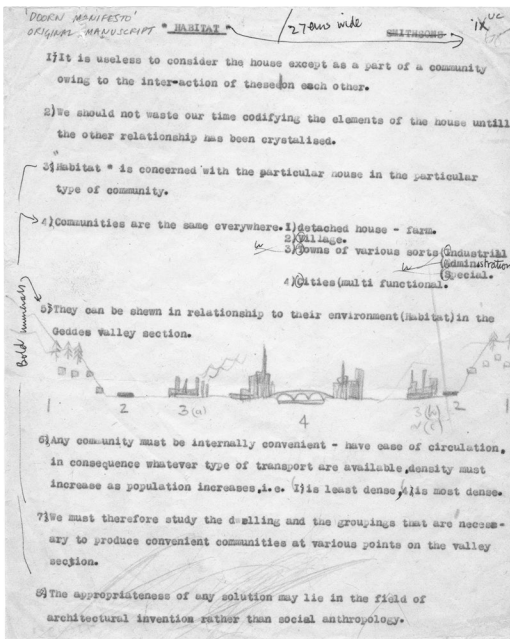 'DOORN MANIFESTO'
ORIGINAL MANUSCRIPT " HABITAT " 27 ems wide SMITHSONS ix UC
1) It is useless to consider the house except as a part of a community
owing to the inter-action of these on each other.
2) We should not waste our time codifying the elements of the house untill
the other relationship has been crystalised.
3) "Habitat " is concerned with the particular house in the particular
type of community.
4) Communities are the same everywhere. 1) detached house - farm.
2) Village.
3) Towns of various sorts (Industrill
(Administration
(Special.
4) Cities (multi functional.
5) They can be shewn in relationship to their environment (Habitat) in the
Geddes valley section.
Bold numerals
1 2 3 (a) 4 3 (b) 2 1
(c)
6) Any community must be internally convenient - have ease of circulation,
in consequence whatever type of transport are available, density must
increase as population increases, i.e. (1) is least dense, 4) is most dense.
7) We must therefore study the dwelling and the groupings that are necess-
ary to produce convenient communities at various points on the valley
section.
8) The appropriateness of any solution may lie in the field of
architectural invention rather than social anthropology.